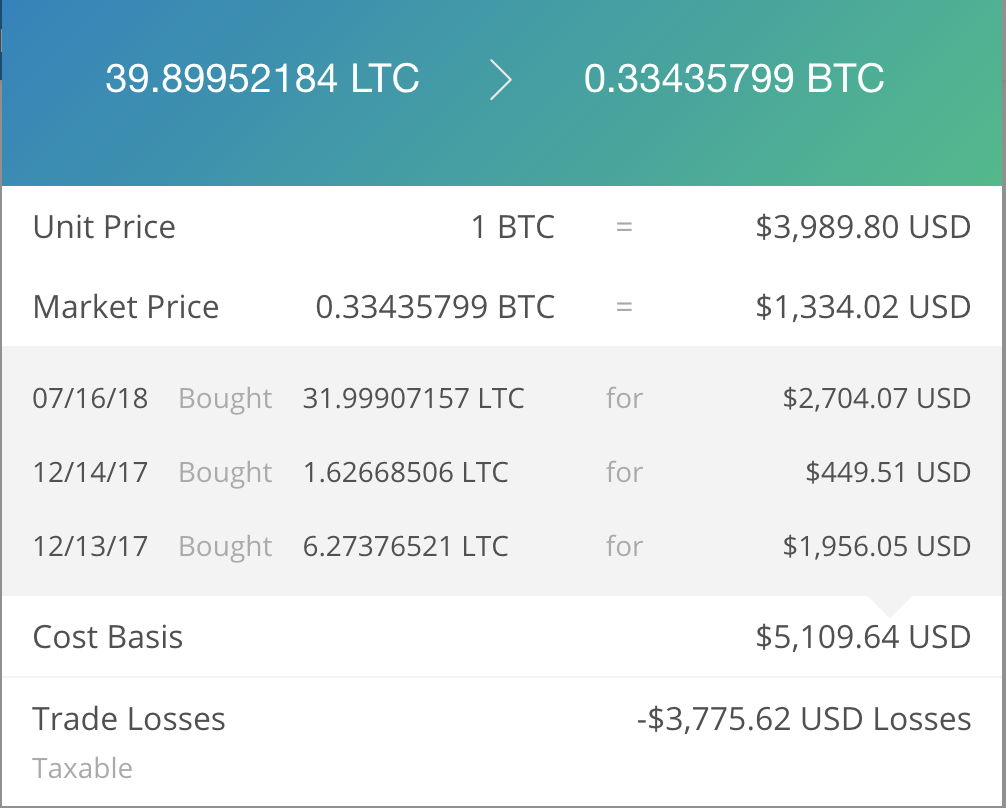 39.89952184 LTC > 0.33435799 BTC
Unit Price 1 BTC = $3,989.80 USD
Market Price 0.33435799 BTC = $1,334.02 USD
07/16/18 Bought 31.99907157 LTC for $2,704.07 USD
12/14/17 Bought 1.62668506 LTC for $449.51 USD
12/13/17 Bought 6.27376521 LTC for $1,956.05 USD
Cost Basis $5,109.64 USD
Trade Losses -$3,775.62 USD Losses
Taxable